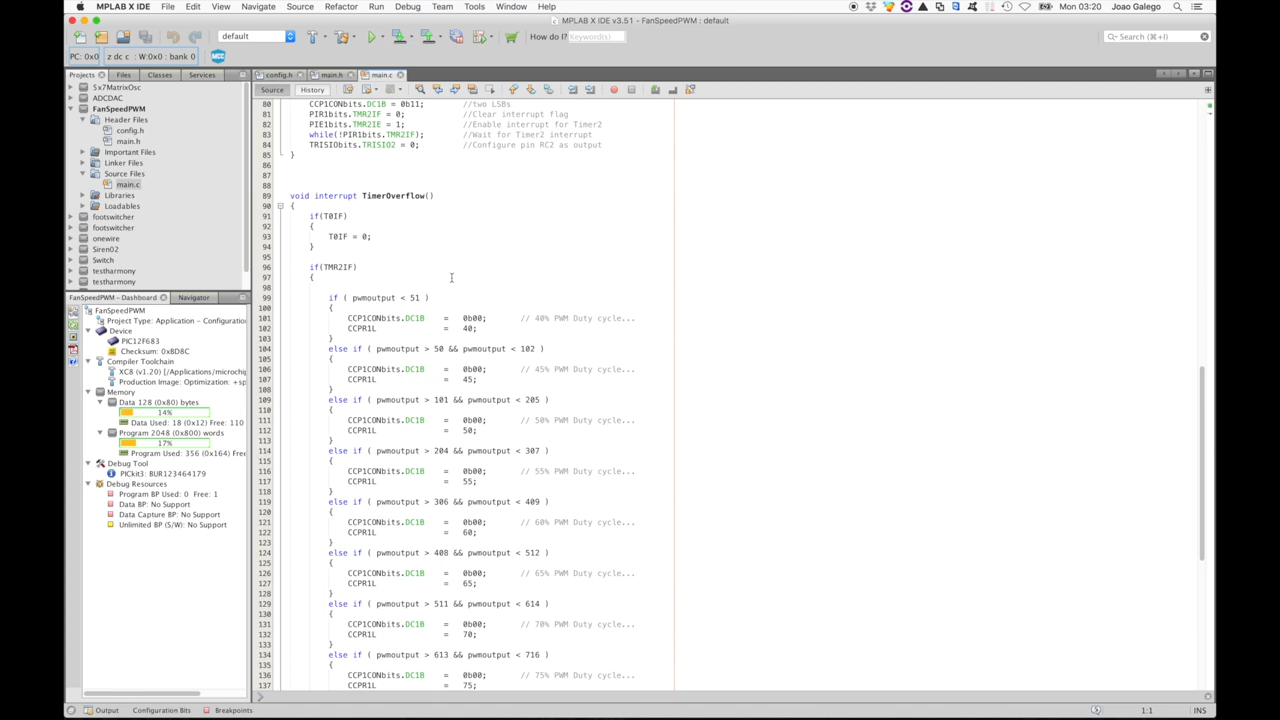 MPLAB X IDE File Edit View Navigate Source Refactor Run Debug Team Tools Window Help Mon 03:20 Joao Galego
MPLAB X IDE v3.51 - FanSpeedPWM : default
default How do I? Keyword(s) Search (⌘+I)
PC: 0x0 z dc c : W:0x0 : bank 0
Projects Files Classes Services
5x7MatrixOsc
ADCDAC
FanSpeedPWM
Header Files
config.h
main.h
Important Files
Linker Files
Source Files
main.c
Libraries
Loadables
footswitcher
footswitcher
onewire
Siren02
Switch
testharmony
testharmony
FanSpeedPWM - Dashboard Navigator
FanSpeedPWM
Project Type: Application - Configuratio
Device
PIC12F683
Checksum: 0x8D8C
Compiler Toolchain
XC8 (v1.20) [/Applications/microchip
Production Image: Optimization: +sp
Memory
Data 128 (0x80) bytes
14%
Data Used: 18 (0x12) Free: 110
Program 2048 (0x800) words
17%
Program Used: 356 (0x164) Free
Debug Tool
PICkit3: BUR123464179
Debug Resources
Program BP Used: 0 Free: 1
Data BP: No Support
Data Capture BP: No Support
Unlimited BP (S/W): No Support
config.h main.h main.c
Source History
80 CCP1CONbits.DC1B = 0b11; //two LSBs
81 PIR1bits.TMR2IF = 0; //Clear interrupt flag
82 PIE1bits.TMR2IE = 1; //Enable interrupt for Timer2
83 while(!PIR1bits.TMR2IF); //Wait for Timer2 interrupt
84 TRISIObits.TRISIO2 = 0; //Configure pin RC2 as output
85 }
86
87
88
89 void interrupt TimerOverflow()
90 {
91 if(T0IF)
92 {
93 T0IF = 0;
94 }
95
96 if(TMR2IF)
97 {
98
99 if ( pwmoutput < 51 )
100 {
101 CCP1CONbits.DC1B = 0b00; // 40% PWM Duty cycle...
102 CCPR1L = 40;
103 }
104 else if ( pwmoutput > 50 && pwmoutput < 102 )
105 {
106 CCP1CONbits.DC1B = 0b00; // 45% PWM Duty cycle...
107 CCPR1L = 45;
108 }
109 else if ( pwmoutput > 101 && pwmoutput < 205 )
110 {
111 CCP1CONbits.DC1B = 0b00; // 50% PWM Duty cycle...
112 CCPR1L = 50;
113 }
114 else if ( pwmoutput > 204 && pwmoutput < 307 )
115 {
116 CCP1CONbits.DC1B = 0b00; // 55% PWM Duty cycle...
117 CCPR1L = 55;
118 }
119 else if ( pwmoutput > 306 && pwmoutput < 409 )
120 {
121 CCP1CONbits.DC1B = 0b00; // 60% PWM Duty cycle...
122 CCPR1L = 60;
123 }
124 else if ( pwmoutput > 408 && pwmoutput < 512 )
125 {
126 CCP1CONbits.DC1B = 0b00; // 65% PWM Duty cycle...
127 CCPR1L = 65;
128 }
129 else if ( pwmoutput > 511 && pwmoutput < 614 )
130 {
131 CCP1CONbits.DC1B = 0b00; // 70% PWM Duty cycle...
132 CCPR1L = 70;
133 }
134 else if ( pwmoutput > 613 && pwmoutput < 716 )
135 {
136 CCP1CONbits.DC1B = 0b00; // 75% PWM Duty cycle...
137 CCPR1L = 75;
Output Configuration Bits Breakpoints 1:1 INS